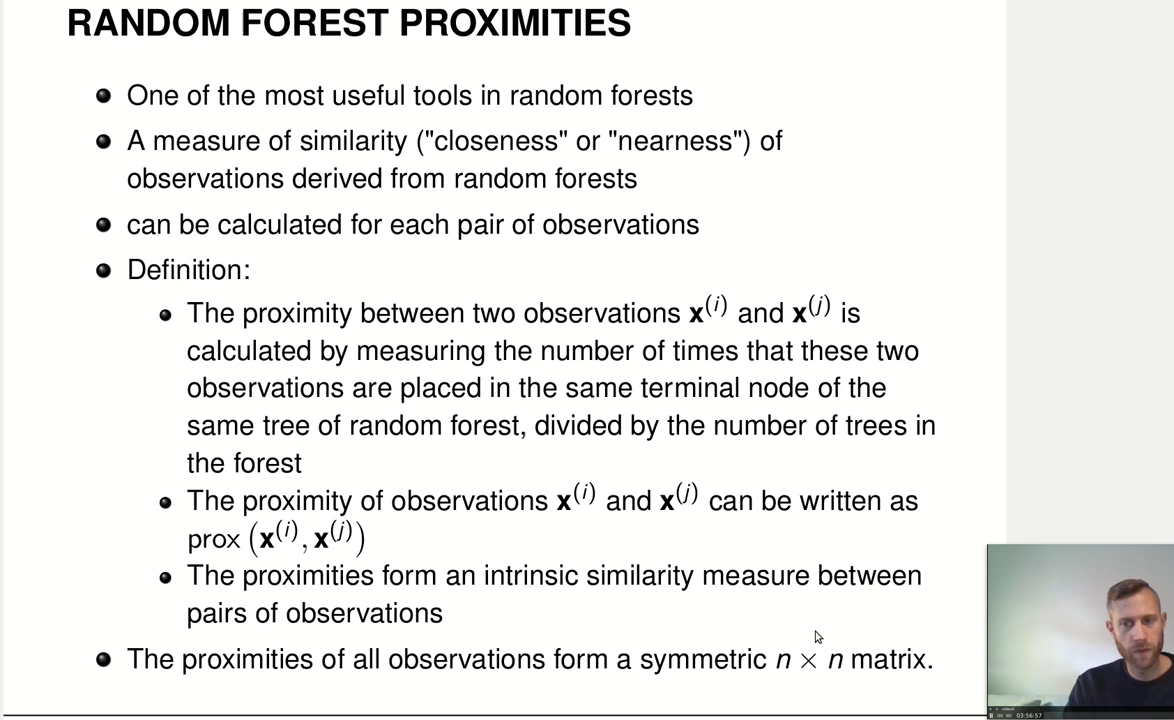 RANDOM FOREST PROXIMITIES
One of the most useful tools in random forests
A measure of similarity ("closeness" or "nearness") of
observations derived from random forests
can be calculated for each pair of observations
Definition:
The proximity between two observations x^(i) and x^(j) is
calculated by measuring the number of times that these two
observations are placed in the same terminal node of the
same tree of random forest, divided by the number of trees in
the forest
The proximity of observations x^(i) and x^(j) can be written as
prox (x^(i), x^(j))
The proximities form an intrinsic similarity measure between
pairs of observations
The proximities of all observations form a symmetric n × n matrix.
03:56:57